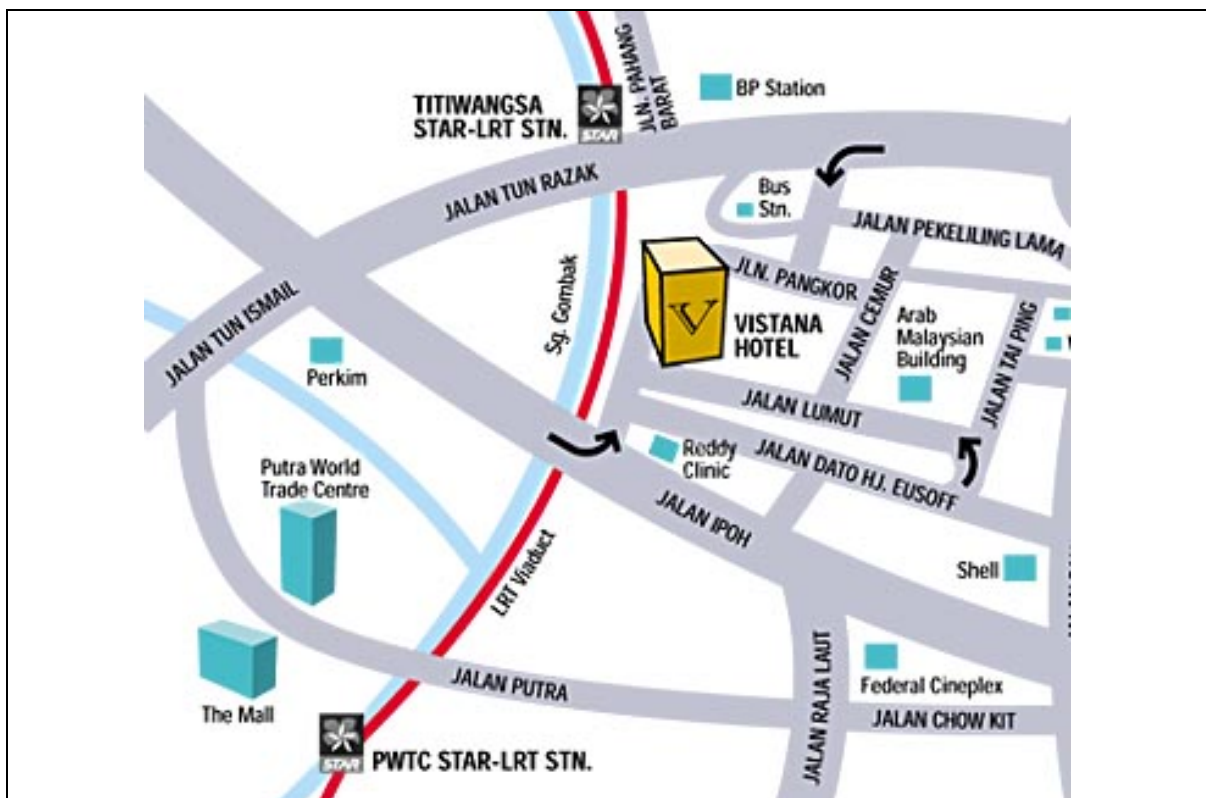 JLN. PAHANG
BARAT
BP Station
TITIWANGSA
STAR-LRT STN.
STAR
JALAN TUN RAZAK
Bus
Stn.
JALAN PEKELILING LAMA
JLN. PANGKOR
Sg. Gombak
V
VISTANA
HOTEL
JALAN CEMUR
Arab
Malaysian
Building
JALAN TAI PING
JALAN TUN ISMAIL
Perkim
JALAN LUMUT
Reddy
Clinic
JALAN DATO HJ. EUSOFF
Putra World
Trade Centre
JALAN IPOH
LRT Viaduct
Shell
The Mall
JALAN PUTRA
JALAN RAJA LAUT
Federal Cineplex
JALAN CHOW KIT
STAR
PWTC STAR-LRT STN.